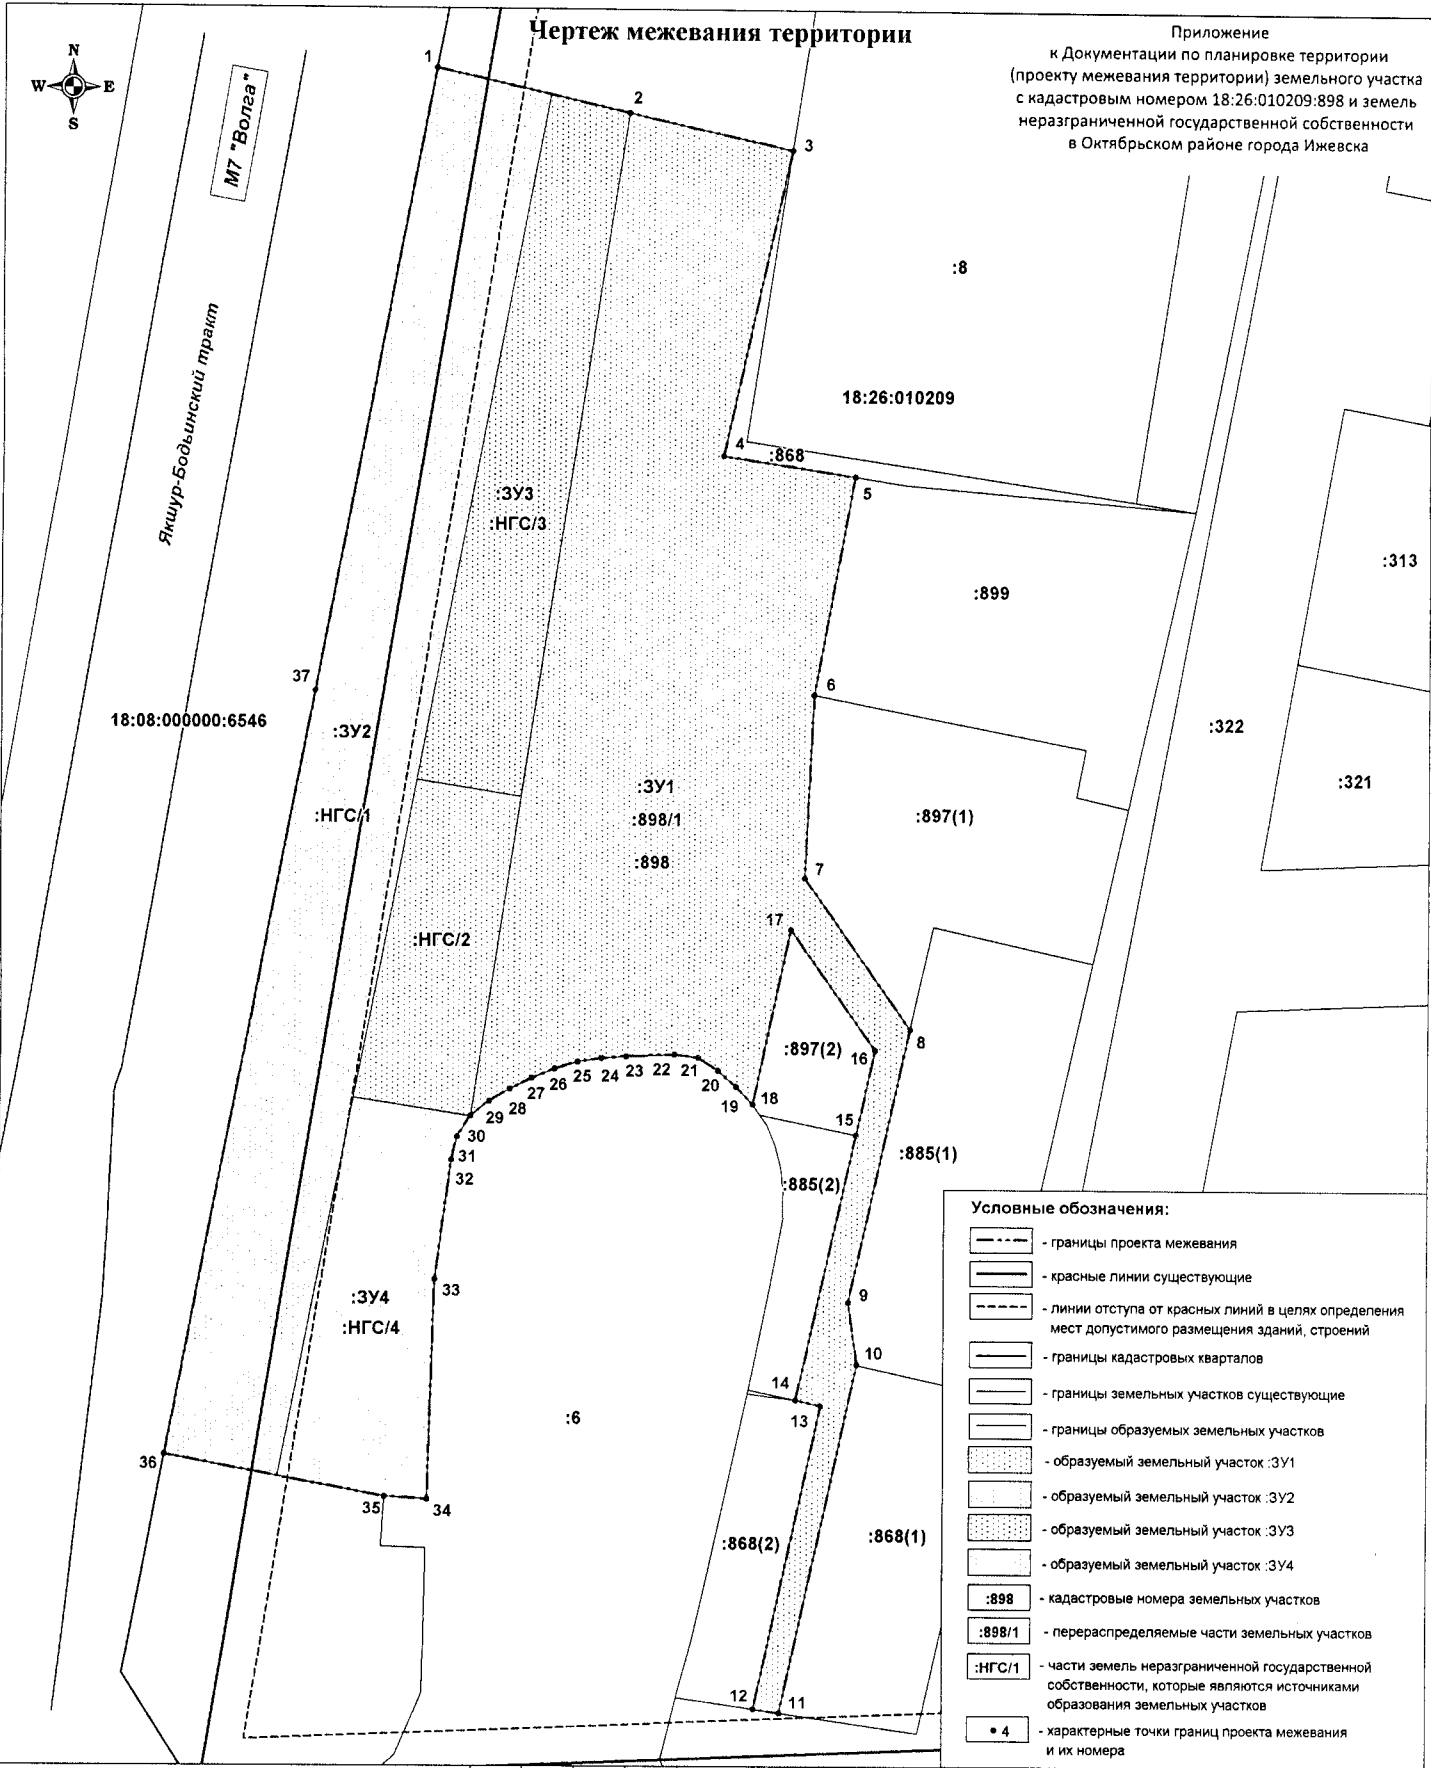 Чертеж межевания территории
Приложение
к Документации по планировке территории
(проекту межевания территории) земельного участка
с кадастровым номером 18:26:010209:898 и земель
неразграниченной государственной собственности
в Октябрьском районе города Ижевска
N
W E
S
М7 "Волга"
Якшур-Бодьинский тракт
1
2
3
:8
18:26:010209
4
:868
5
:ЗУ3
:НГС/3
:313
:899
37
6
18:08:000000:6546
:ЗУ2
:322
:ЗУ1
:321
:НГС/1
:898/1
:897(1)
:898
7
17
:НГС/2
8
:897(2)
16
18
19
20
21
22
23
24
25
26
27
28
29
30
31
32
15
:885(1)
:885(2)
33
:ЗУ4
:НГС/4
9
10
14
13
:6
36
35
34
:868(2)
:868(1)
12
11
Условные обозначения:
- границы проекта межевания
- красные линии существующие
- линии отступа от красных линий в целях определения
мест допустимого размещения зданий, строений
- границы кадастровых кварталов
- границы земельных участков существующие
- границы образуемых земельных участков
- образуемый земельный участок :ЗУ1
- образуемый земельный участок :ЗУ2
- образуемый земельный участок :ЗУ3
- образуемый земельный участок :ЗУ4
:898 - кадастровые номера земельных участков
:898/1 - перераспределяемые части земельных участков
:НГС/1 - части земель неразграниченной государственной
собственности, которые являются источниками
образования земельных участков
• 4 - характерные точки границ проекта межевания
и их номера